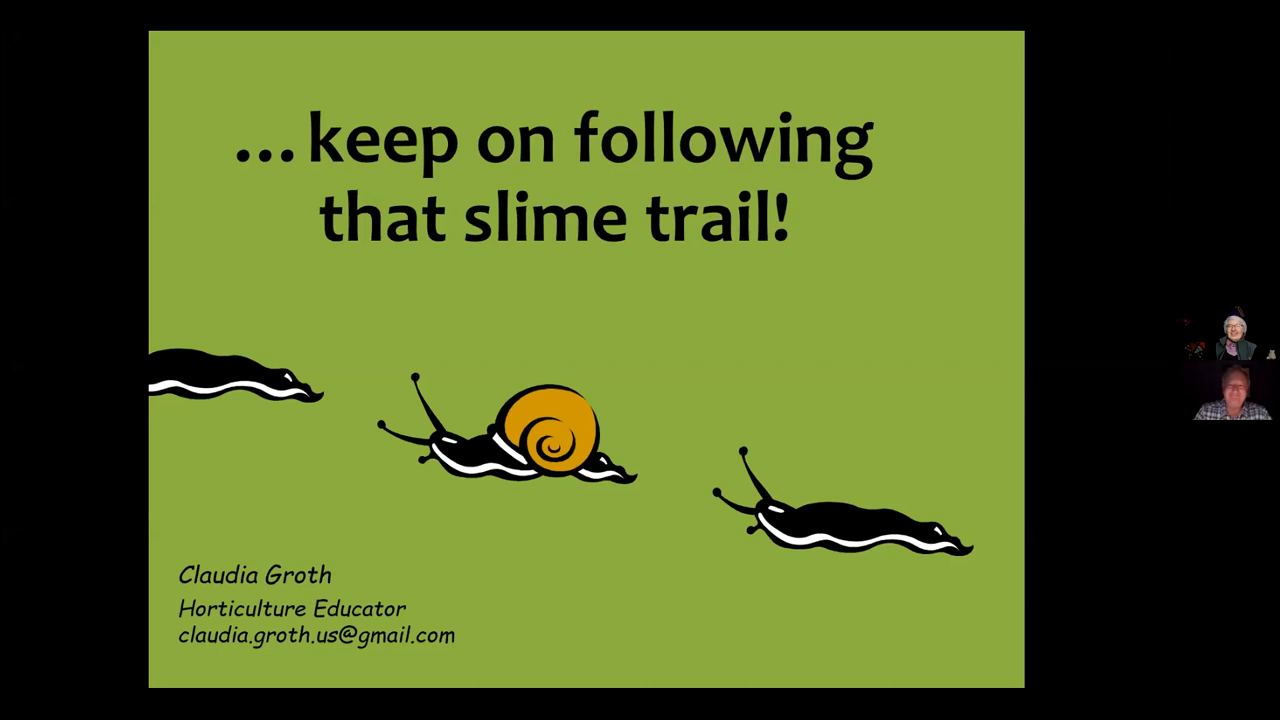 ...keep on following
that slime trail!
Claudia Groth
Horticulture Educator
claudia.groth.us@gmail.com